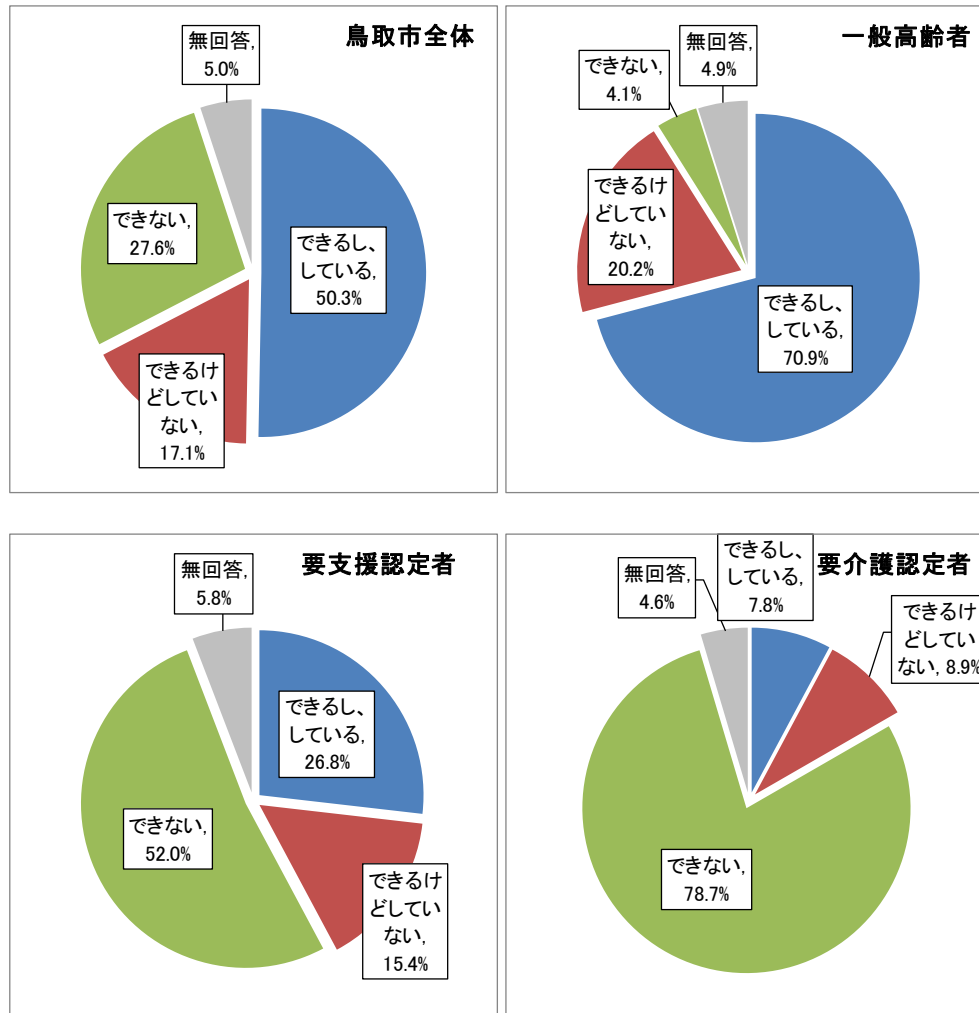 鳥取市全体
無回答,
5.0%
できない,
27.6%
できるし、
している,
50.3%
できるけ
どしてい
ない,
17.1%
一般高齢者
無回答,
4.9%
できない,
4.1%
できるけ
どしてい
ない,
20.2%
できるし、
している,
70.9%
要支援認定者
無回答,
5.8%
できるし、
している,
26.8%
できない,
52.0%
できるけ
どしてい
ない,
15.4%
要介護認定者
できるし、
している,
7.8%
無回答,
4.6%
できるけ
どしてい
ない, 8.9%
できない,
78.7%